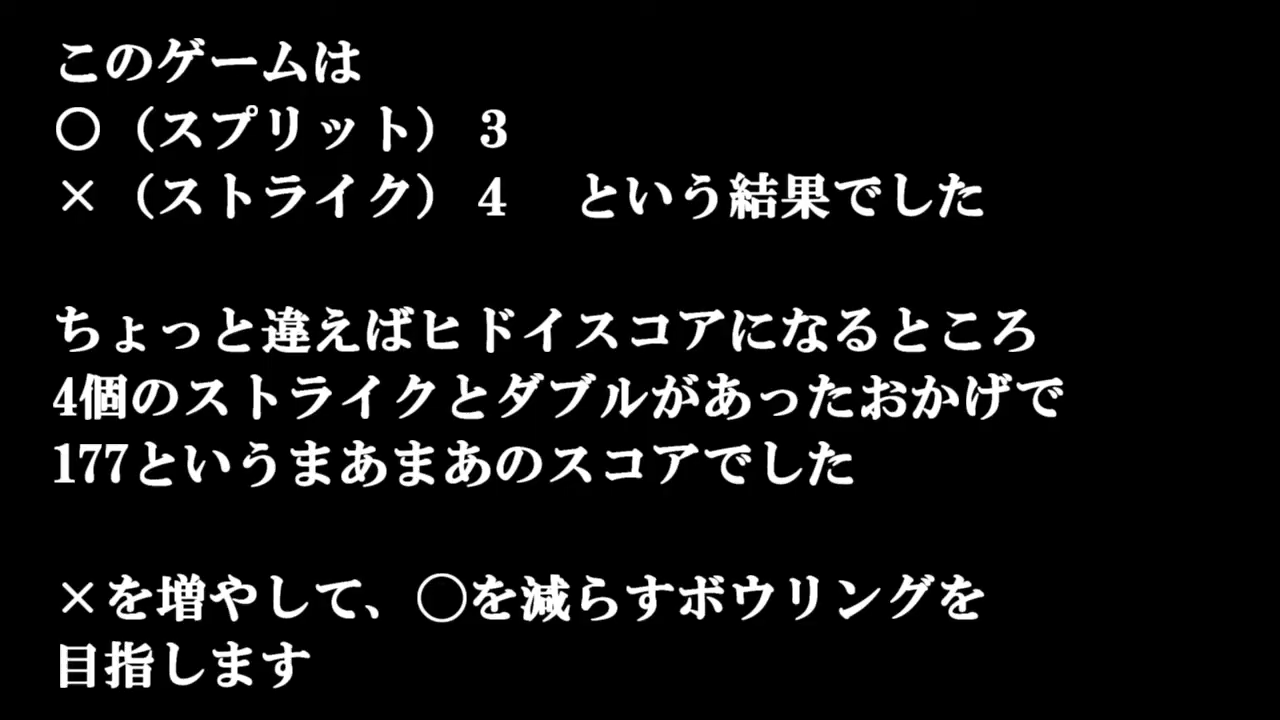 このゲームは
〇（スプリット）３
×（ストライク）４　という結果でした
ちょっと違えばヒドイスコアになるところ
4個のストライクとダブルがあったおかげで
177というまあまあのスコアでした
×を増やして、◯を減らすボウリングを
目指します